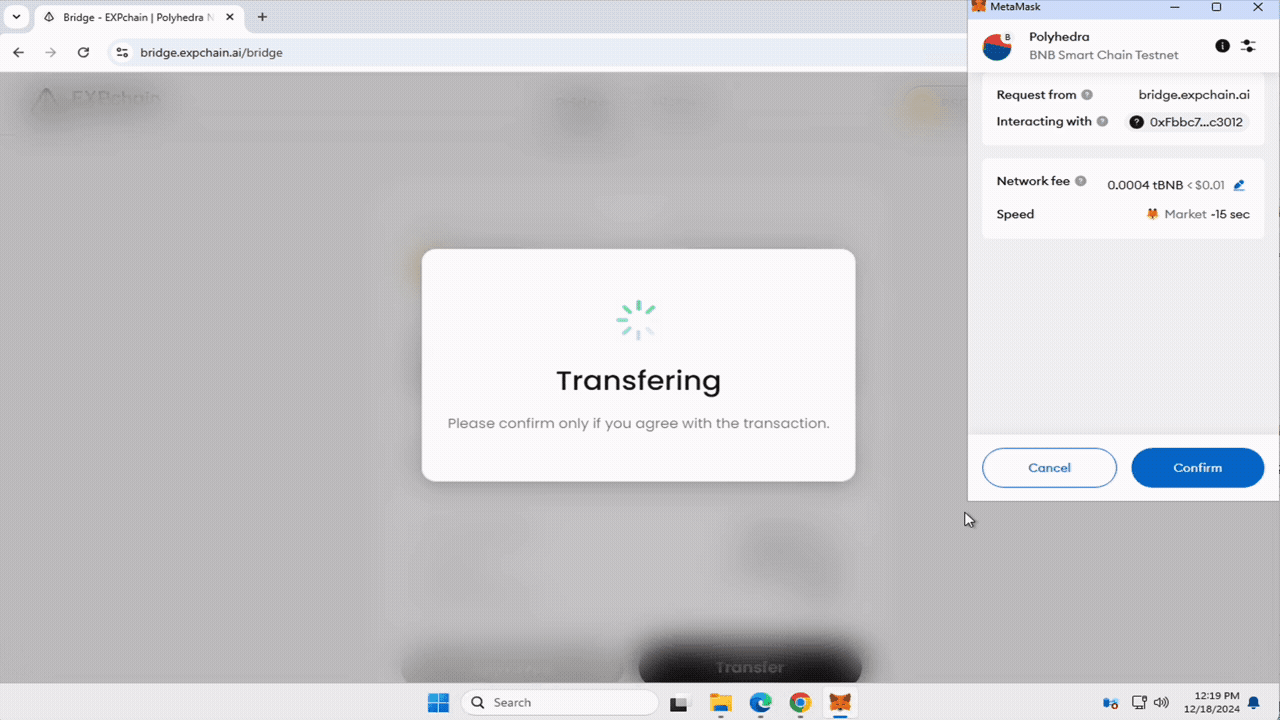 Bridge - EXPchain | Polyhedra N
bridge.expchain.ai/bridge
EXPchain
Transfering
Please confirm only if you agree with the transaction.
Transfer
MetaMask
Polyhedra
B
BNB Smart Chain Testnet
Request from ? bridge.expchain.ai
Interacting with ? ? 0xFbbc7...c3012
Network fee ? 0.0004 tBNB < $0.01
Speed Market ~15 sec
Cancel Confirm
Search
12:19 PM
12/18/2024